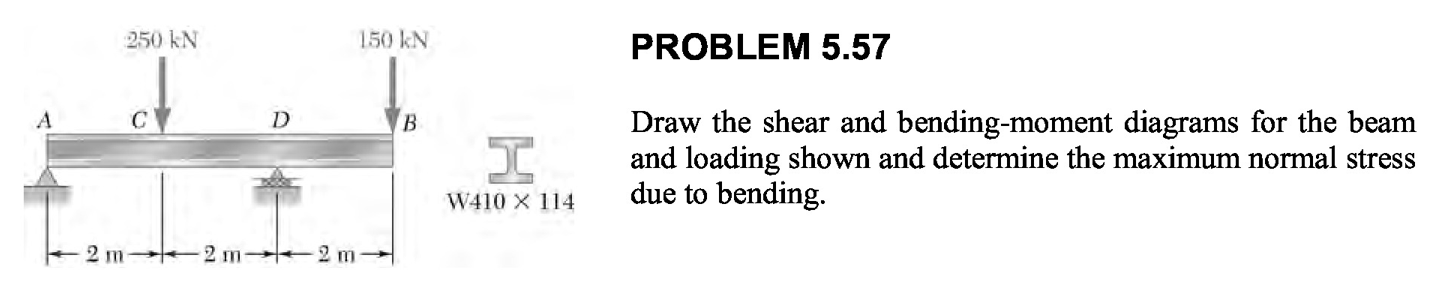 250 kN
150 kN
A
C
D
B
W410 × 114
2 m
2 m
2 m
PROBLEM 5.57
Draw the shear and bending-moment diagrams for the beam
and loading shown and determine the maximum normal stress
due to bending.